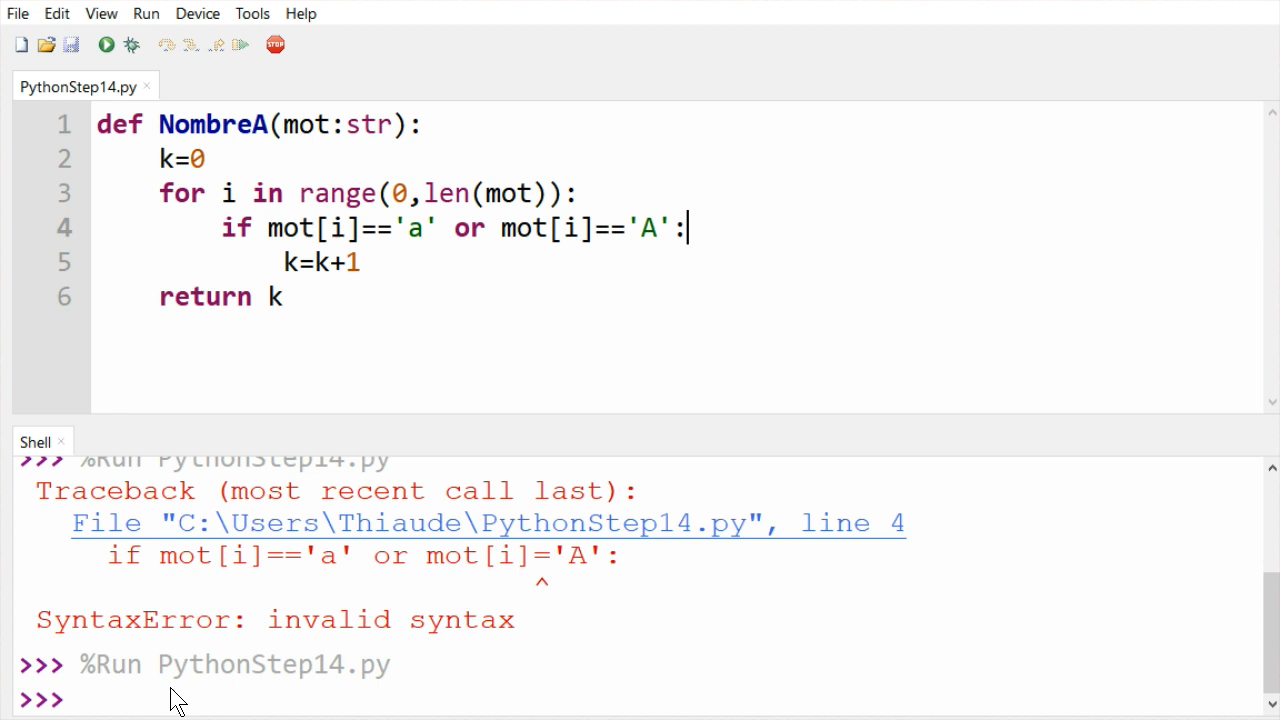 File Edit View Run Device Tools Help
STOP
PythonStep14.py ×
1 def NombreA(mot:str):
2     k=0
3     for i in range(0,len(mot)):
4         if mot[i]=='a' or mot[i]=='A':
5             k=k+1
6     return k
Shell ×
>>> %Run PythonStep14.py
Traceback (most recent call last):
  File "C:\Users\Thiaude\PythonStep14.py", line 4
    if mot[i]=='a' or mot[i]='A':
                            ^
SyntaxError: invalid syntax
>>> %Run PythonStep14.py
>>>